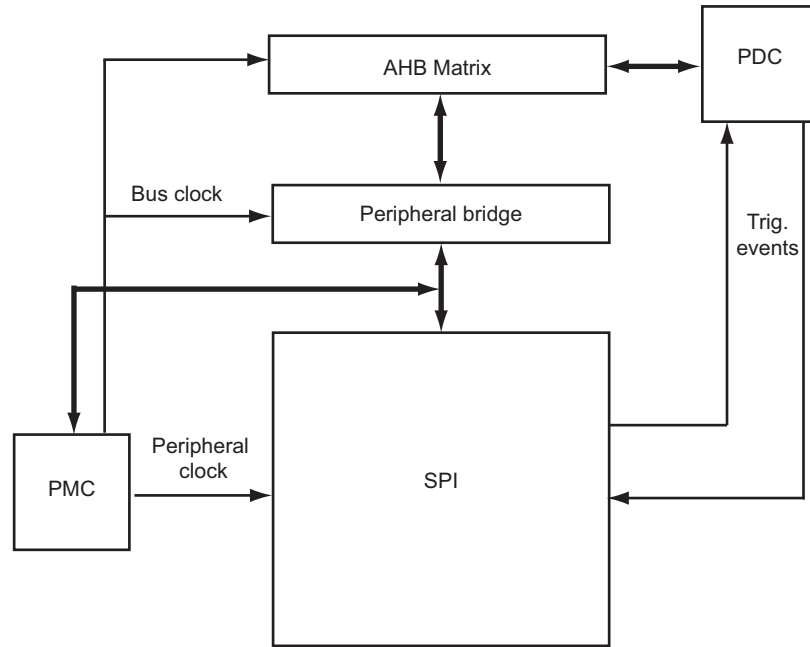 AHB Matrix
PDC
Bus clock
Peripheral bridge
Trig.
events
Peripheral
clock
PMC
SPI